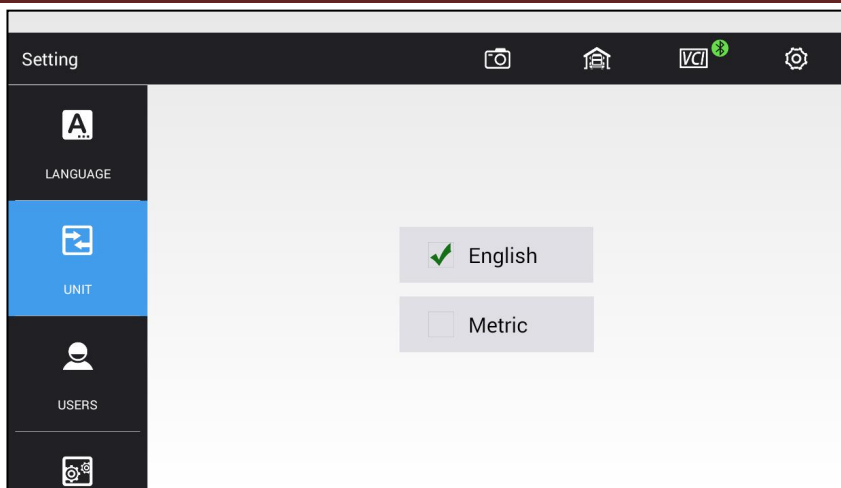 Setting
VCI
A
LANGUAGE
UNIT
English
Metric
USERS